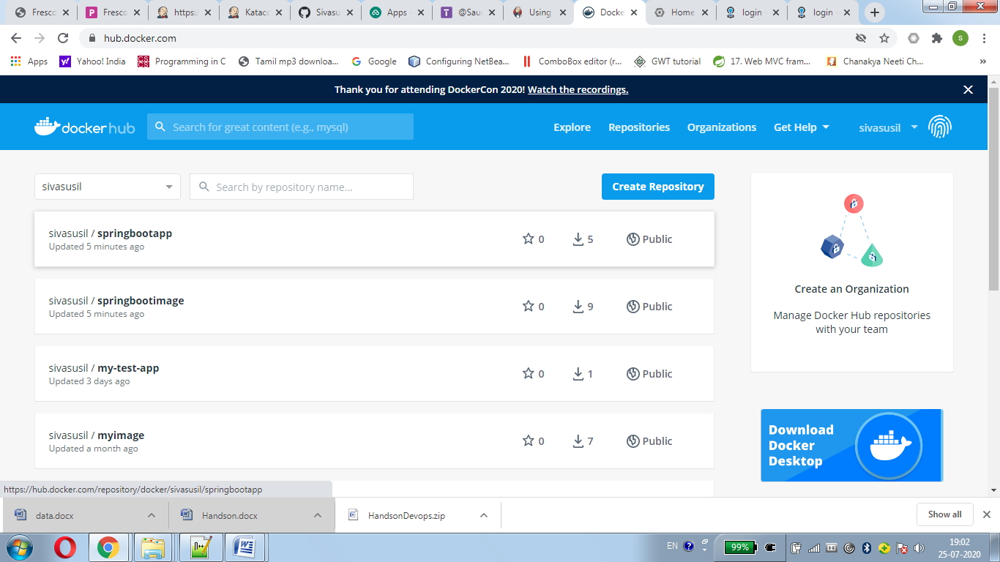 Fresco
Fresco
https:/
Kataco
Sivasu
Apps
@Sau
Using
Docke
Home
login
login
hub.docker.com
s
Apps
Yahoo! India
Programming in C
Tamil mp3 downloa...
Google
Configuring NetBea...
ComboBox editor (r...
GWT tutorial
17. Web MVC fram...
Chanakya Neeti Ch...
»
Thank you for attending DockerCon 2020! Watch the recordings.
docker hub
Search for great content (e.g., mysql)
Explore
Repositories
Organizations
Get Help
sivasusil
sivasusil
Search by repository name...
Create Repository
sivasusil / springbootapp
Updated 5 minutes ago
0
5
Public
sivasusil / springbootimage
Updated 5 minutes ago
0
9
Public
sivasusil / my-test-app
Updated 3 days ago
0
1
Public
sivasusil / myimage
Updated a month ago
0
7
Public
Create an Organization
Manage Docker Hub repositories
with your team
Download
Docker
Desktop
https://hub.docker.com/repository/docker/sivasusil/springbootapp
data.docx
Handson.docx
HandsonDevops.zip
Show all
EN
99%
19:02
25-07-2020